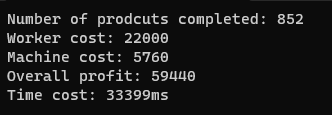 Number of prodcuts completed: 852
Worker cost: 22000
Machine cost: 5760
Overall profit: 59440
Time cost: 33399ms